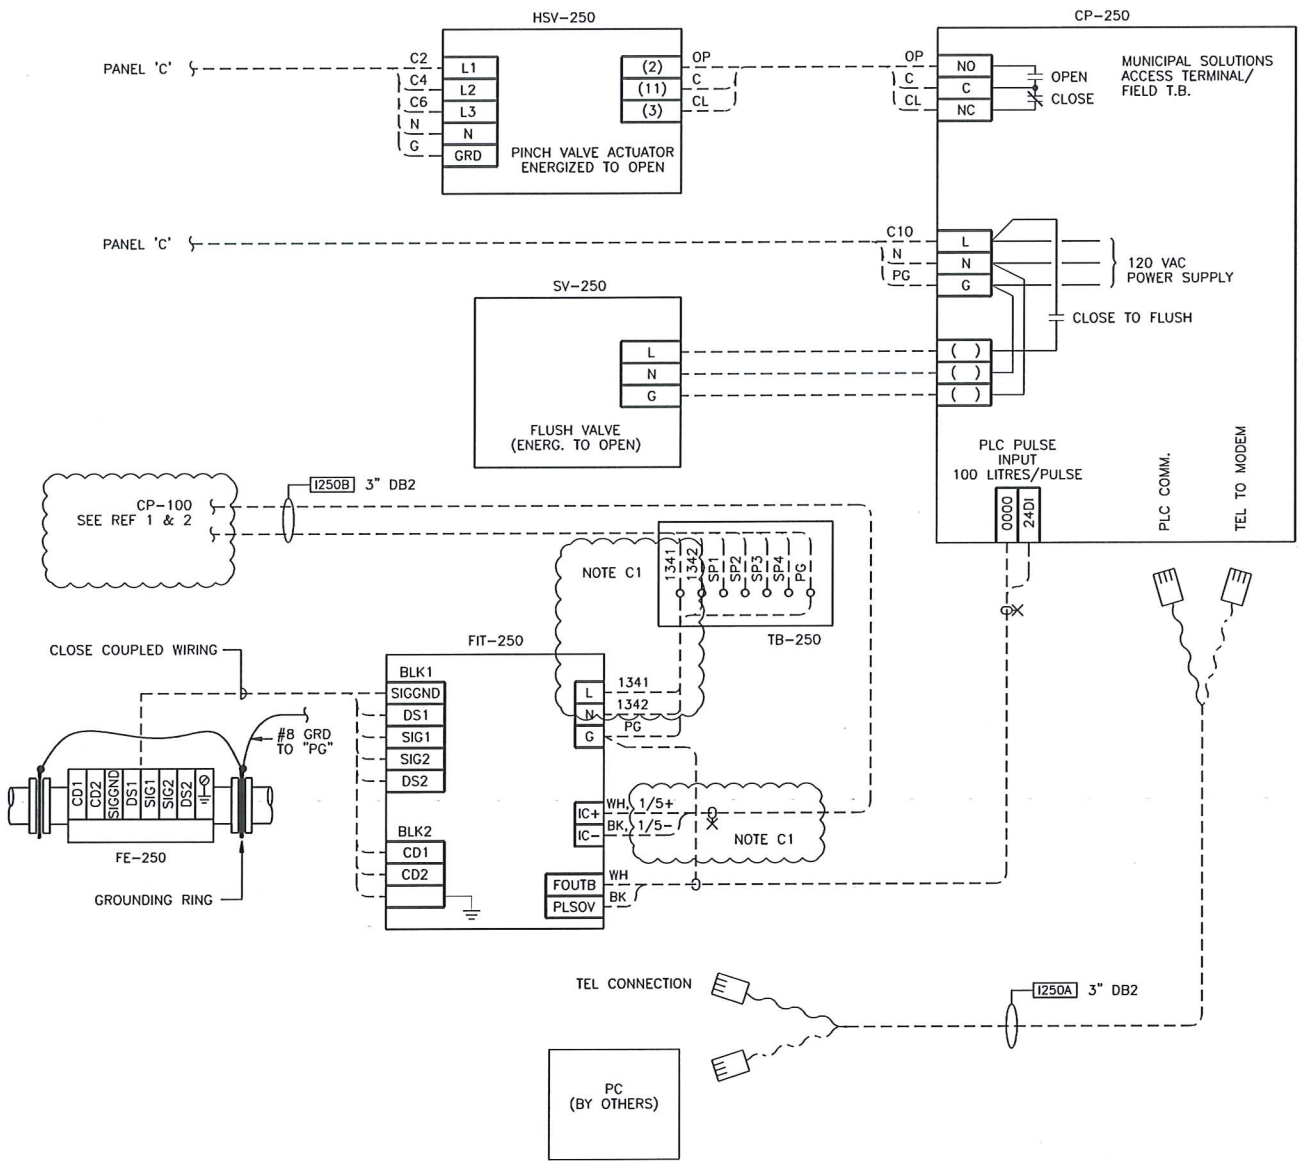 HSV-250
CP-250
PANEL 'C'
C2
C4
C6
N
G
L1
L2
L3
N
GRD
(2)
(11)
(3)
OP
C
CL
PINCH VALVE ACTUATOR
ENERGIZED TO OPEN
OP
C
CL
NO
C
NC
OPEN
CLOSE
MUNICIPAL SOLUTIONS
ACCESS TERMINAL/
FIELD T.B.
PANEL 'C'
C10
N
PG
L
N
G
120 VAC
POWER SUPPLY
CLOSE TO FLUSH
SV-250
L
N
G
( )
( )
( )
FLUSH VALVE
(ENERG. TO OPEN)
PLC PULSE
INPUT
100 LITRES/PULSE
0000
24DI
PLC COMM.
TEL TO MODEM
CP-100
SEE REF 1 & 2
I250B
3" DB2
NOTE C1
1341
1342
SP1
SP2
SP3
SP4
PG
TB-250
CLOSE COUPLED WIRING
#8 GRD
TO "PG"
CD1
CD2
SIGGND
DS1
SIG1
SIG2
DS2
FE-250
GROUNDING RING
FIT-250
BLK1
SIGGND
DS1
SIG1
SIG2
DS2
BLK2
CD1
CD2
L
N
G
1341
1342
PG
IC+
IC-
WH, 1/5+
BK, 1/5-
NOTE C1
FOUTB
PLSOV
WH
BK
TEL CONNECTION
I250A
3" DB2
PC
(BY OTHERS)